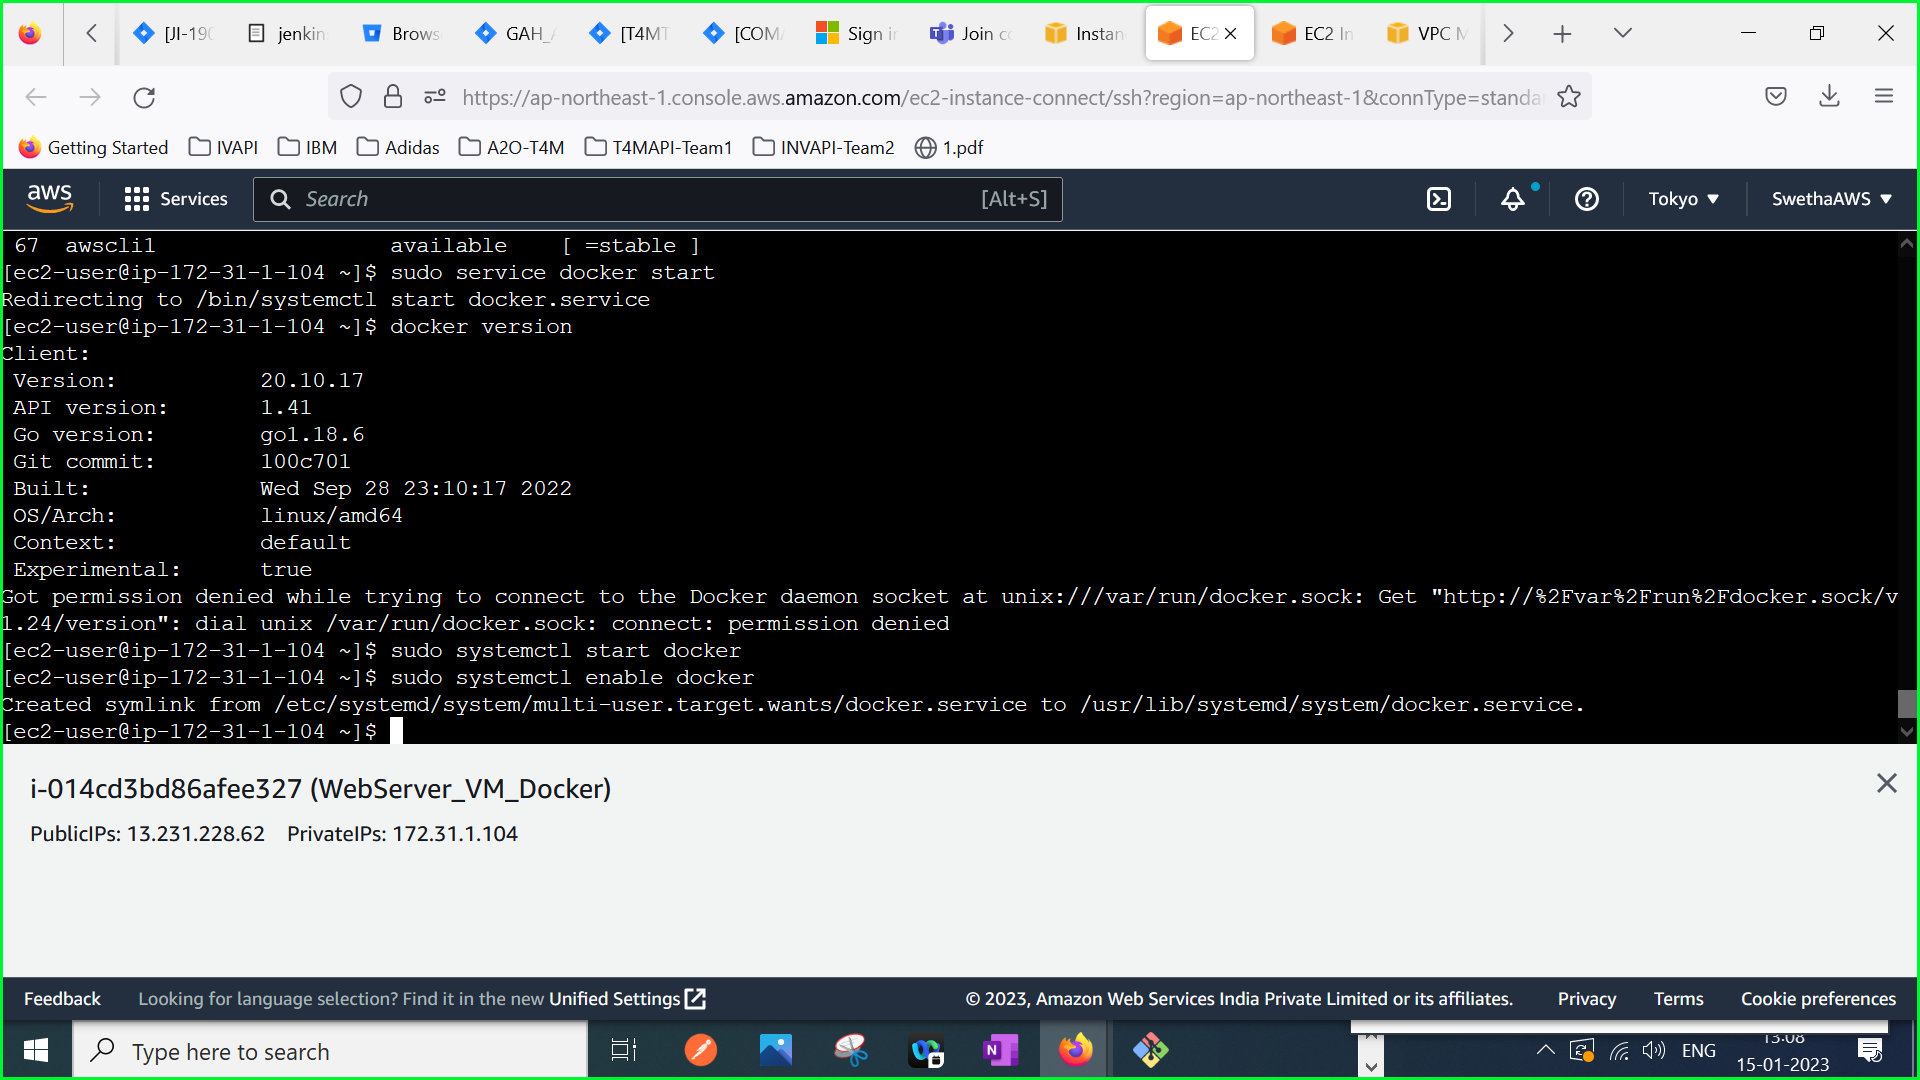 [JI-190
jenkin
Brows
GAH_
[T4MT
[COM
Sign in
Join co
Instan
EC2
EC2 In
VPC M
https://ap-northeast-1.console.aws.amazon.com/ec2-instance-connect/ssh?region=ap-northeast-1&connType=standa
Getting Started
IVAPI
IBM
Adidas
A2O-T4M
T4MAPI-Team1
INVAPI-Team2
1.pdf
aws
Services
Search
[Alt+S]
Tokyo
SwethaAWS
67  awscli1                  available    [ =stable ]
[ec2-user@ip-172-31-1-104 ~]$ sudo service docker start
Redirecting to /bin/systemctl start docker.service
[ec2-user@ip-172-31-1-104 ~]$ docker version
Client:
Version:           20.10.17
API version:       1.41
Go version:        go1.18.6
Git commit:        100c701
Built:             Wed Sep 28 23:10:17 2022
OS/Arch:           linux/amd64
Context:           default
Experimental:      true
Got permission denied while trying to connect to the Docker daemon socket at unix:///var/run/docker.sock: Get "http://%2Fvar%2Frun%2Fdocker.sock/v
1.24/version": dial unix /var/run/docker.sock: connect: permission denied
[ec2-user@ip-172-31-1-104 ~]$ sudo systemctl start docker
[ec2-user@ip-172-31-1-104 ~]$ sudo systemctl enable docker
Created symlink from /etc/systemd/system/multi-user.target.wants/docker.service to /usr/lib/systemd/system/docker.service.
[ec2-user@ip-172-31-1-104 ~]$
i-014cd3bd86afee327 (WebServer_VM_Docker)
PublicIPs: 13.231.228.62    PrivateIPs: 172.31.1.104
Feedback
Looking for language selection? Find it in the new Unified Settings
© 2023, Amazon Web Services India Private Limited or its affiliates.
Privacy
Terms
Cookie preferences
Type here to search
N
ENG
13:08
15-01-2023